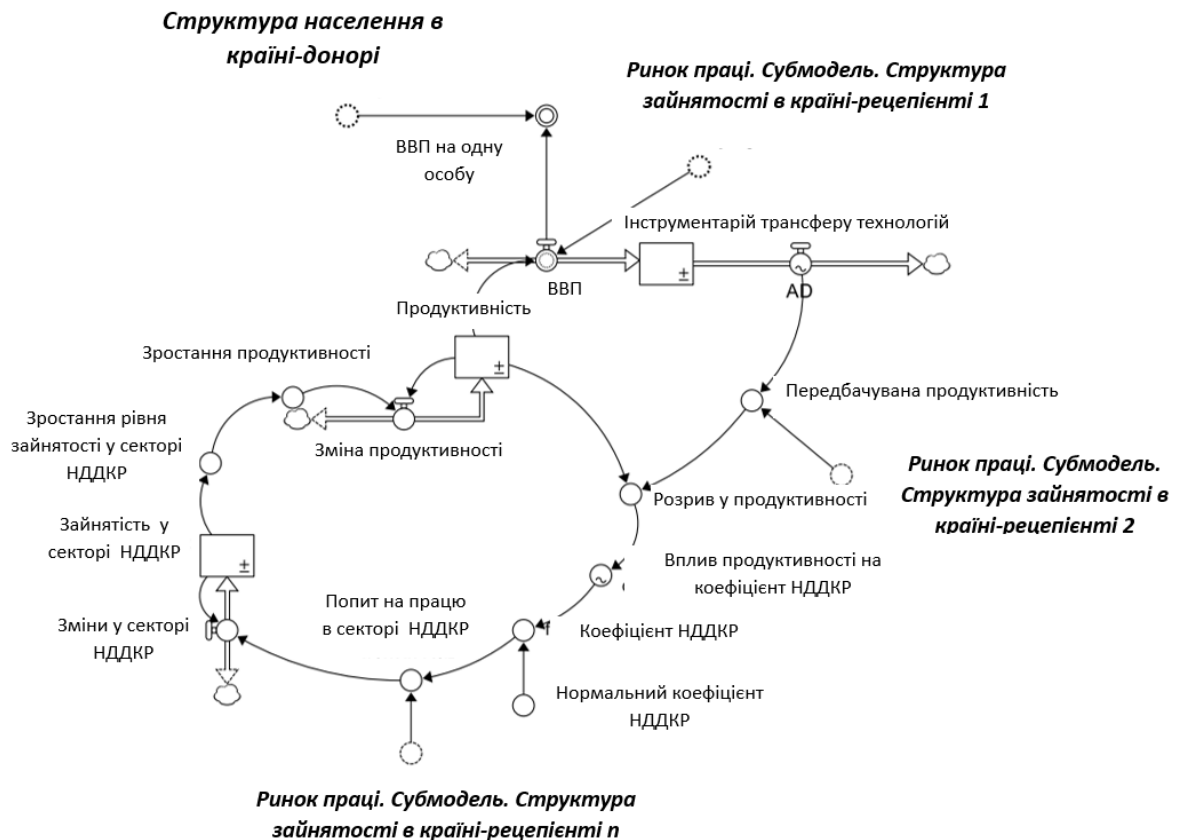 Структура населення в
країні-донорі
Ринок праці. Субмодель. Структура
зайнятості в країні-рецепієнті 1
ВВП на одну
особу
Інструментарій трансферу технологій
ВВП
AD
Продуктивність
Зростання продуктивності
Передбачувана продуктивність
Зростання рівня
зайнятості у секторі
НДДКР
Зміна продуктивності
Ринок праці. Субмодель.
Структура зайнятості в
країні-рецепієнті 2
Розрив у продуктивності
Зайнятість у
секторі НДДКР
Вплив продуктивності на
коефіцієнт НДДКР
Попит на працю
в секторі НДДКР
Зміни у секторі
НДДКР
Коефіцієнт НДДКР
Нормальний коефіцієнт
НДДКР
Ринок праці. Субмодель. Структура
зайнятості в країні-рецепієнті n